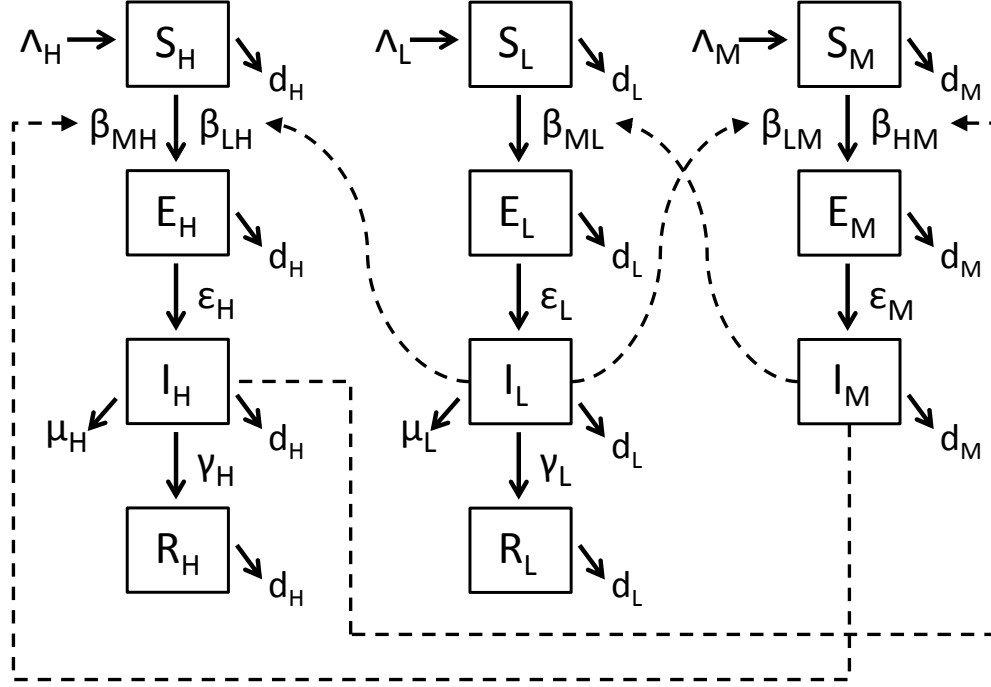 Λ_H S_H Λ_L S_L Λ_M S_M
d_H d_L d_M
β_MH β_LH β_ML β_LM β_HM
E_H E_L E_M
d_H d_L d_M
ε_H ε_L ε_M
I_H I_L I_M
μ_H d_H μ_L d_L d_M
γ_H γ_L
R_H R_L
d_H d_L